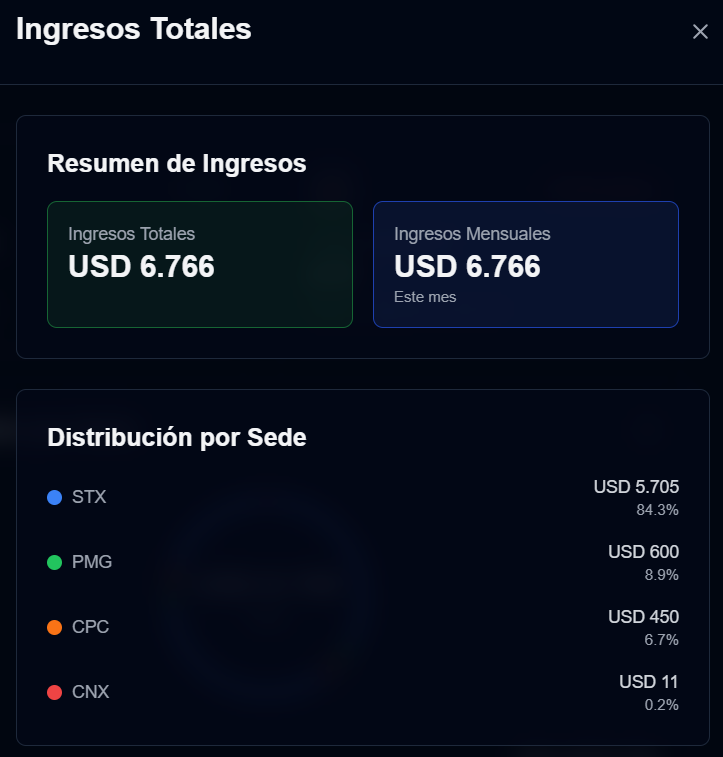 Ingresos Totales
Resumen de Ingresos
Ingresos Totales
USD 6.766
Ingresos Mensuales
USD 6.766
Este mes
Distribución por Sede
STX
USD 5.705
84.3%
PMG
USD 600
8.9%
CPC
USD 450
6.7%
CNX
USD 11
0.2%